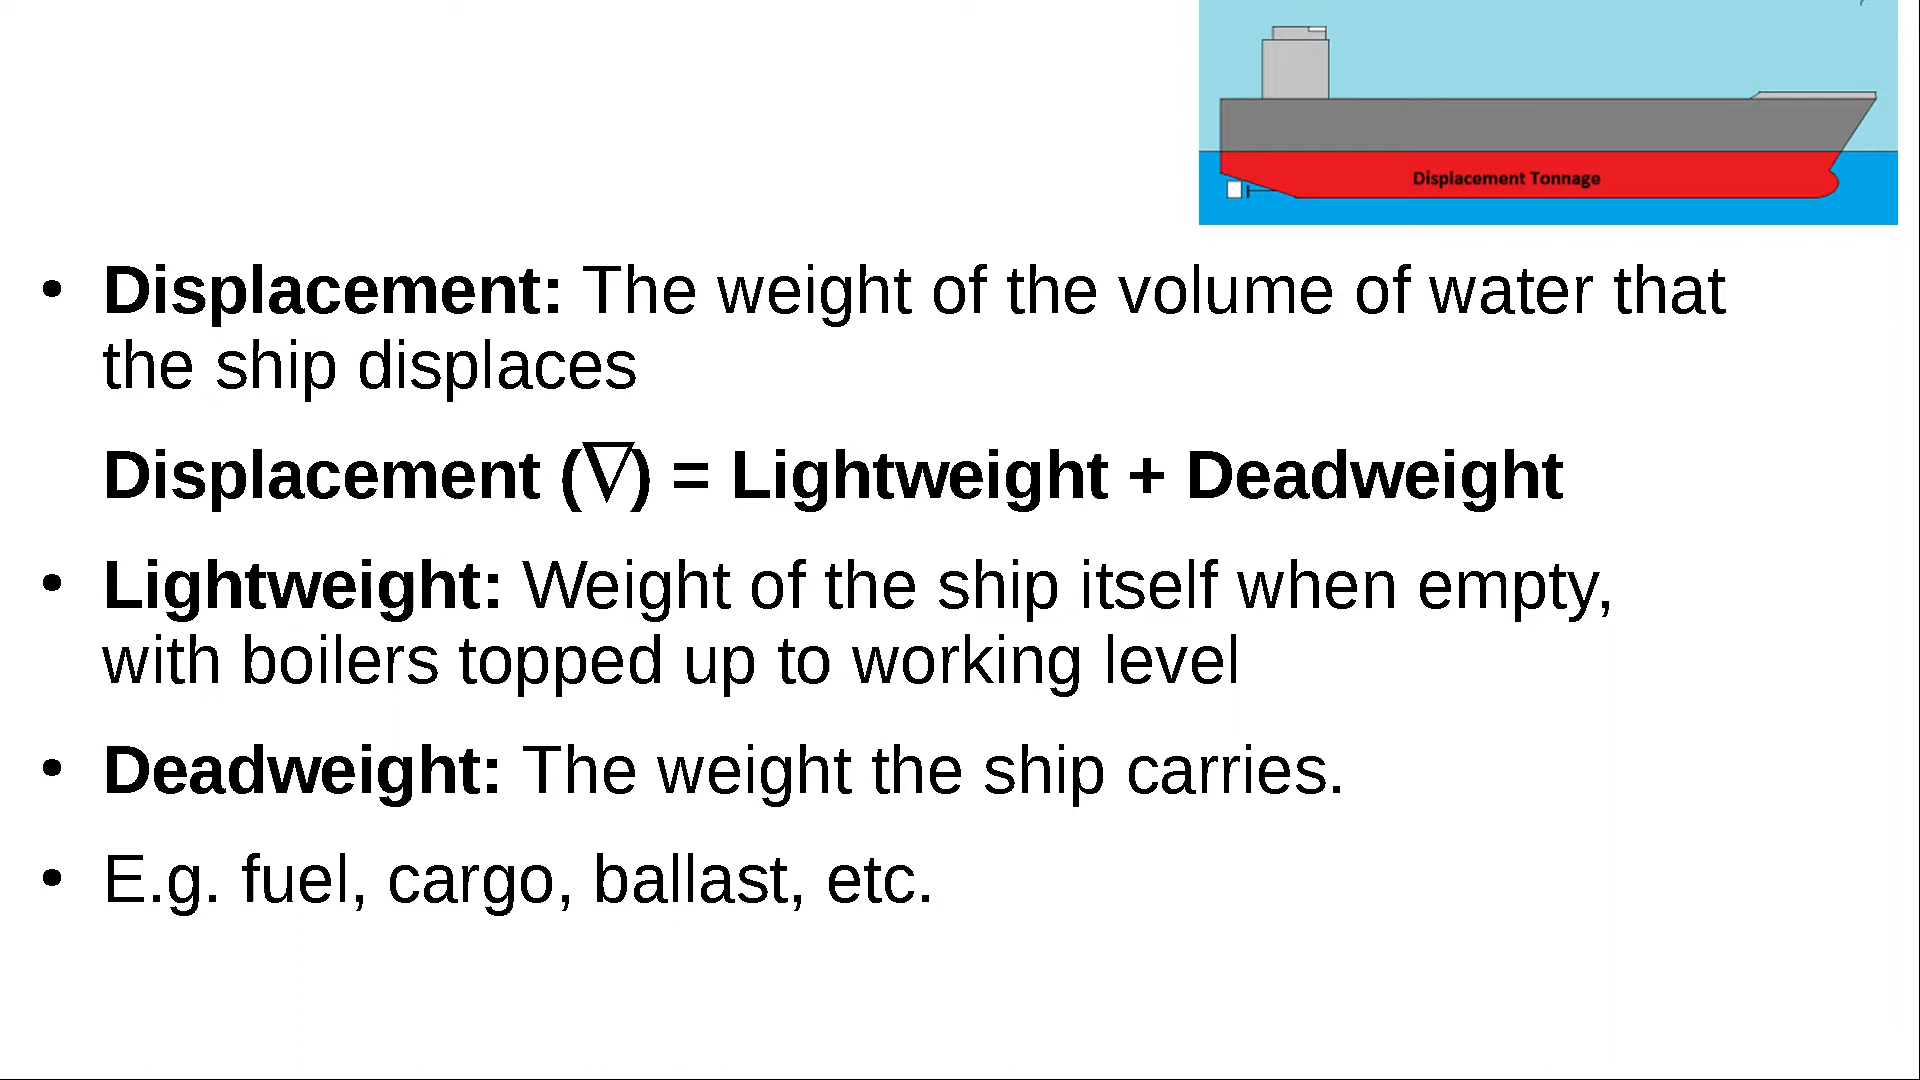 Displacement Tonnage
• Displacement: The weight of the volume of water that
the ship displaces
Displacement (∇) = Lightweight + Deadweight
• Lightweight: Weight of the ship itself when empty,
with boilers topped up to working level
• Deadweight: The weight the ship carries.
• E.g. fuel, cargo, ballast, etc.